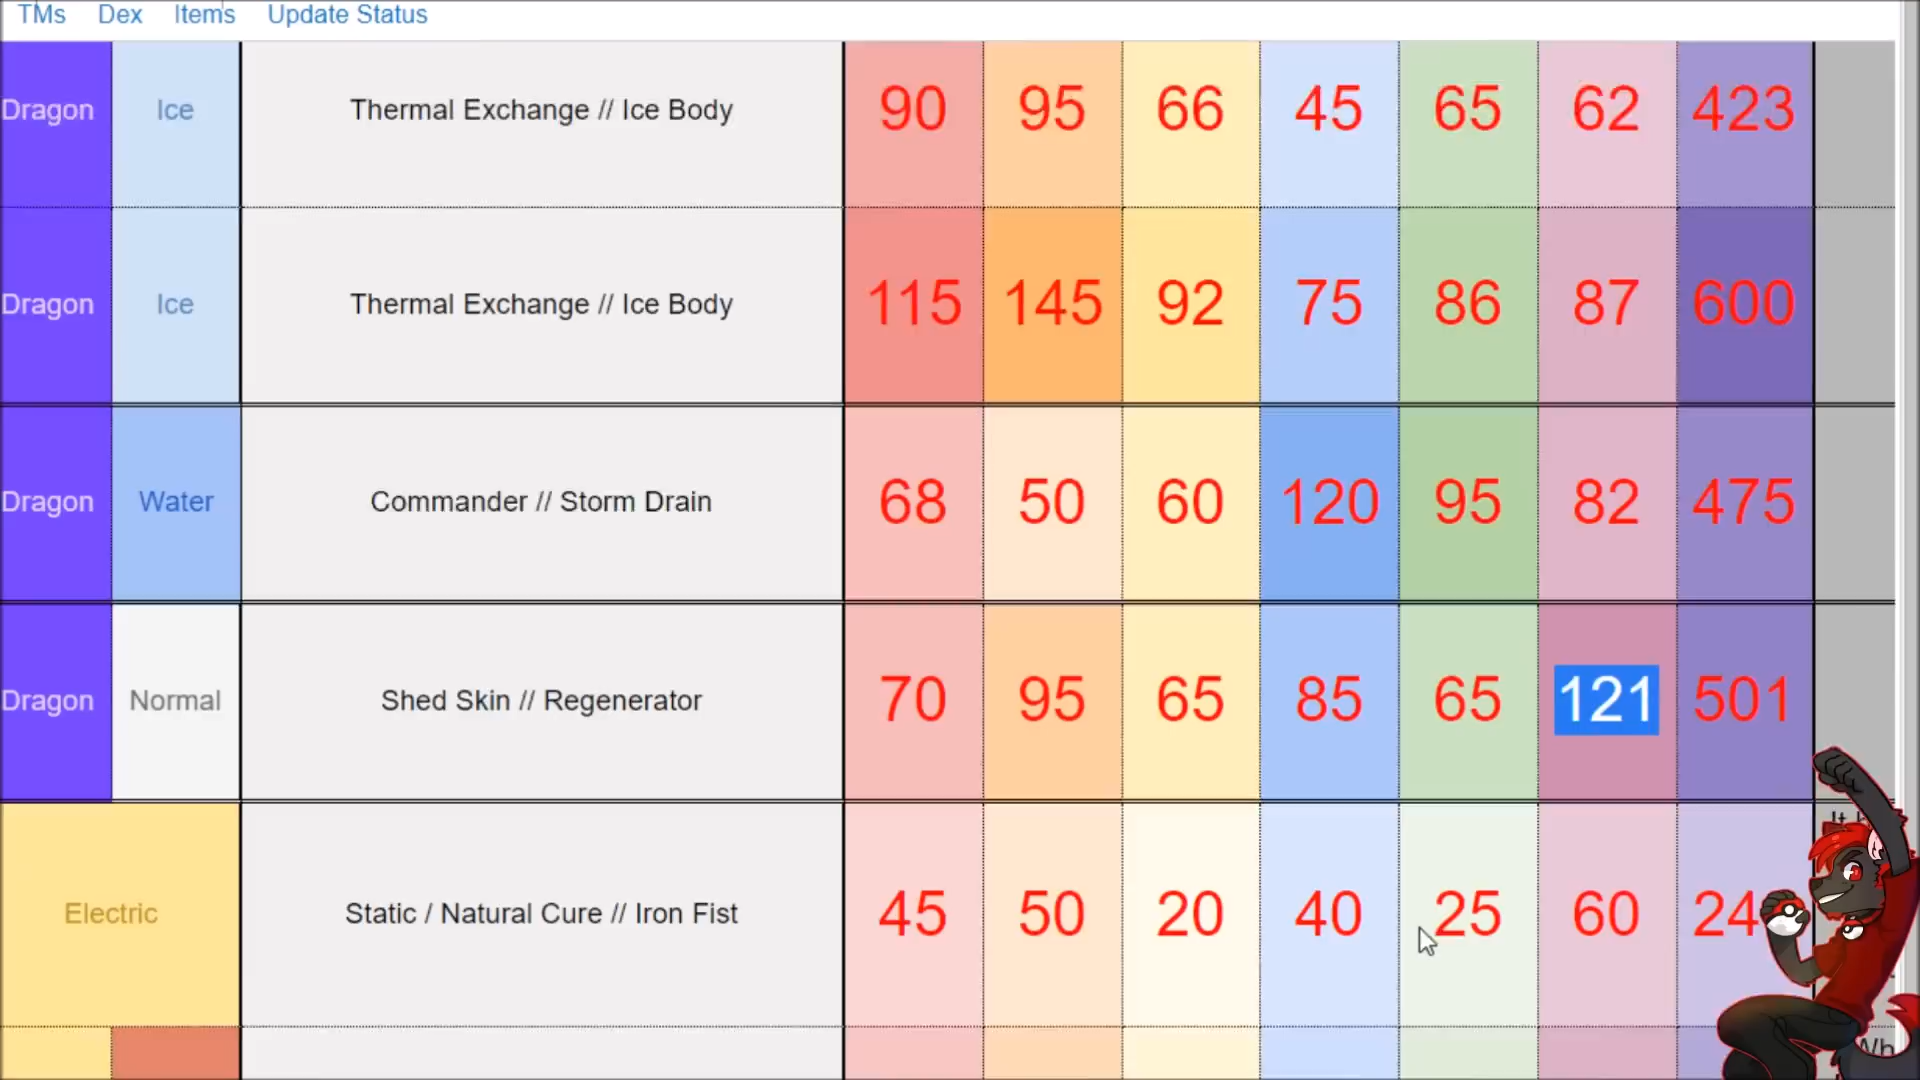 TMs Dex Items Update Status
Dragon Ice Thermal Exchange // Ice Body 90 95 66 45 65 62 423
Dragon Ice Thermal Exchange // Ice Body 115 145 92 75 86 87 600
Dragon Water Commander // Storm Drain 68 50 60 120 95 82 475
Dragon Normal Shed Skin // Regenerator 70 95 65 85 65 121 501
Electric Static / Natural Cure // Iron Fist 45 50 20 40 25 60 24